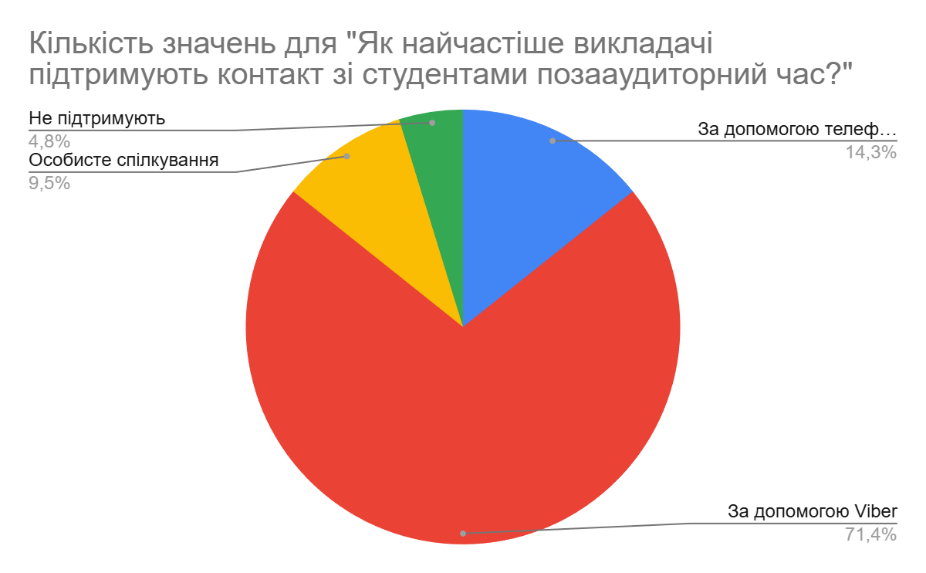 Кількість значень для "Як найчастіше викладачі
підтримують контакт зі студентами позааудиторний час?"
Не підтримують
4,8%
Особисте спілкування
9,5%
За допомогою телеф…
14,3%
За допомогою Viber
71,4%